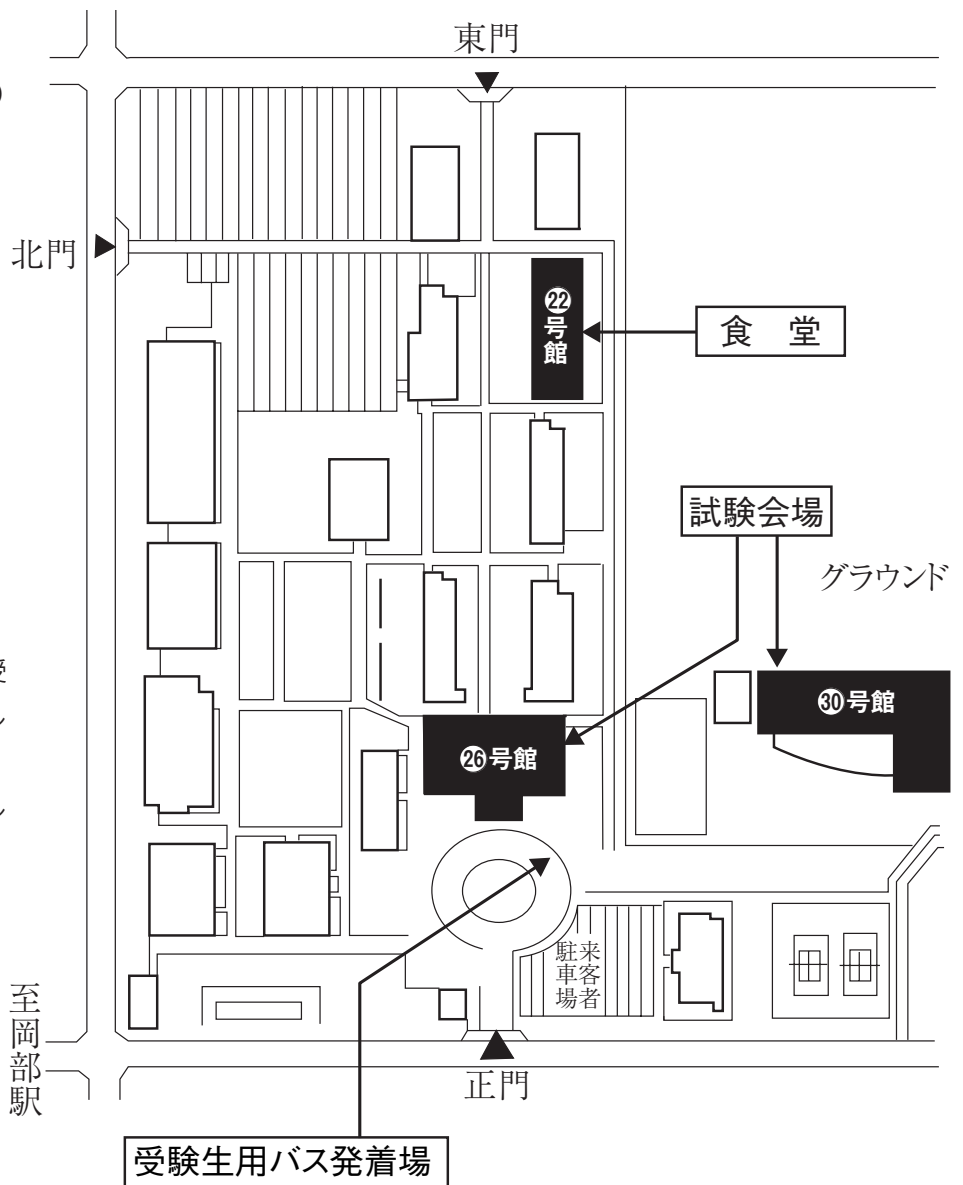 東門
北門
㉒号館
食 堂
試験会場
グラウンド
㉚号館
㉖号館
来客者
駐車場
至岡部駅
正門
受験生用バス発着場